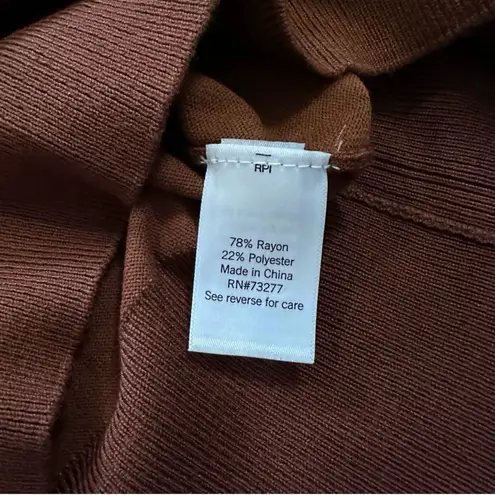 RPI
78% Rayon
22% Polyester
Made in China
RN#73277
See reverse for care